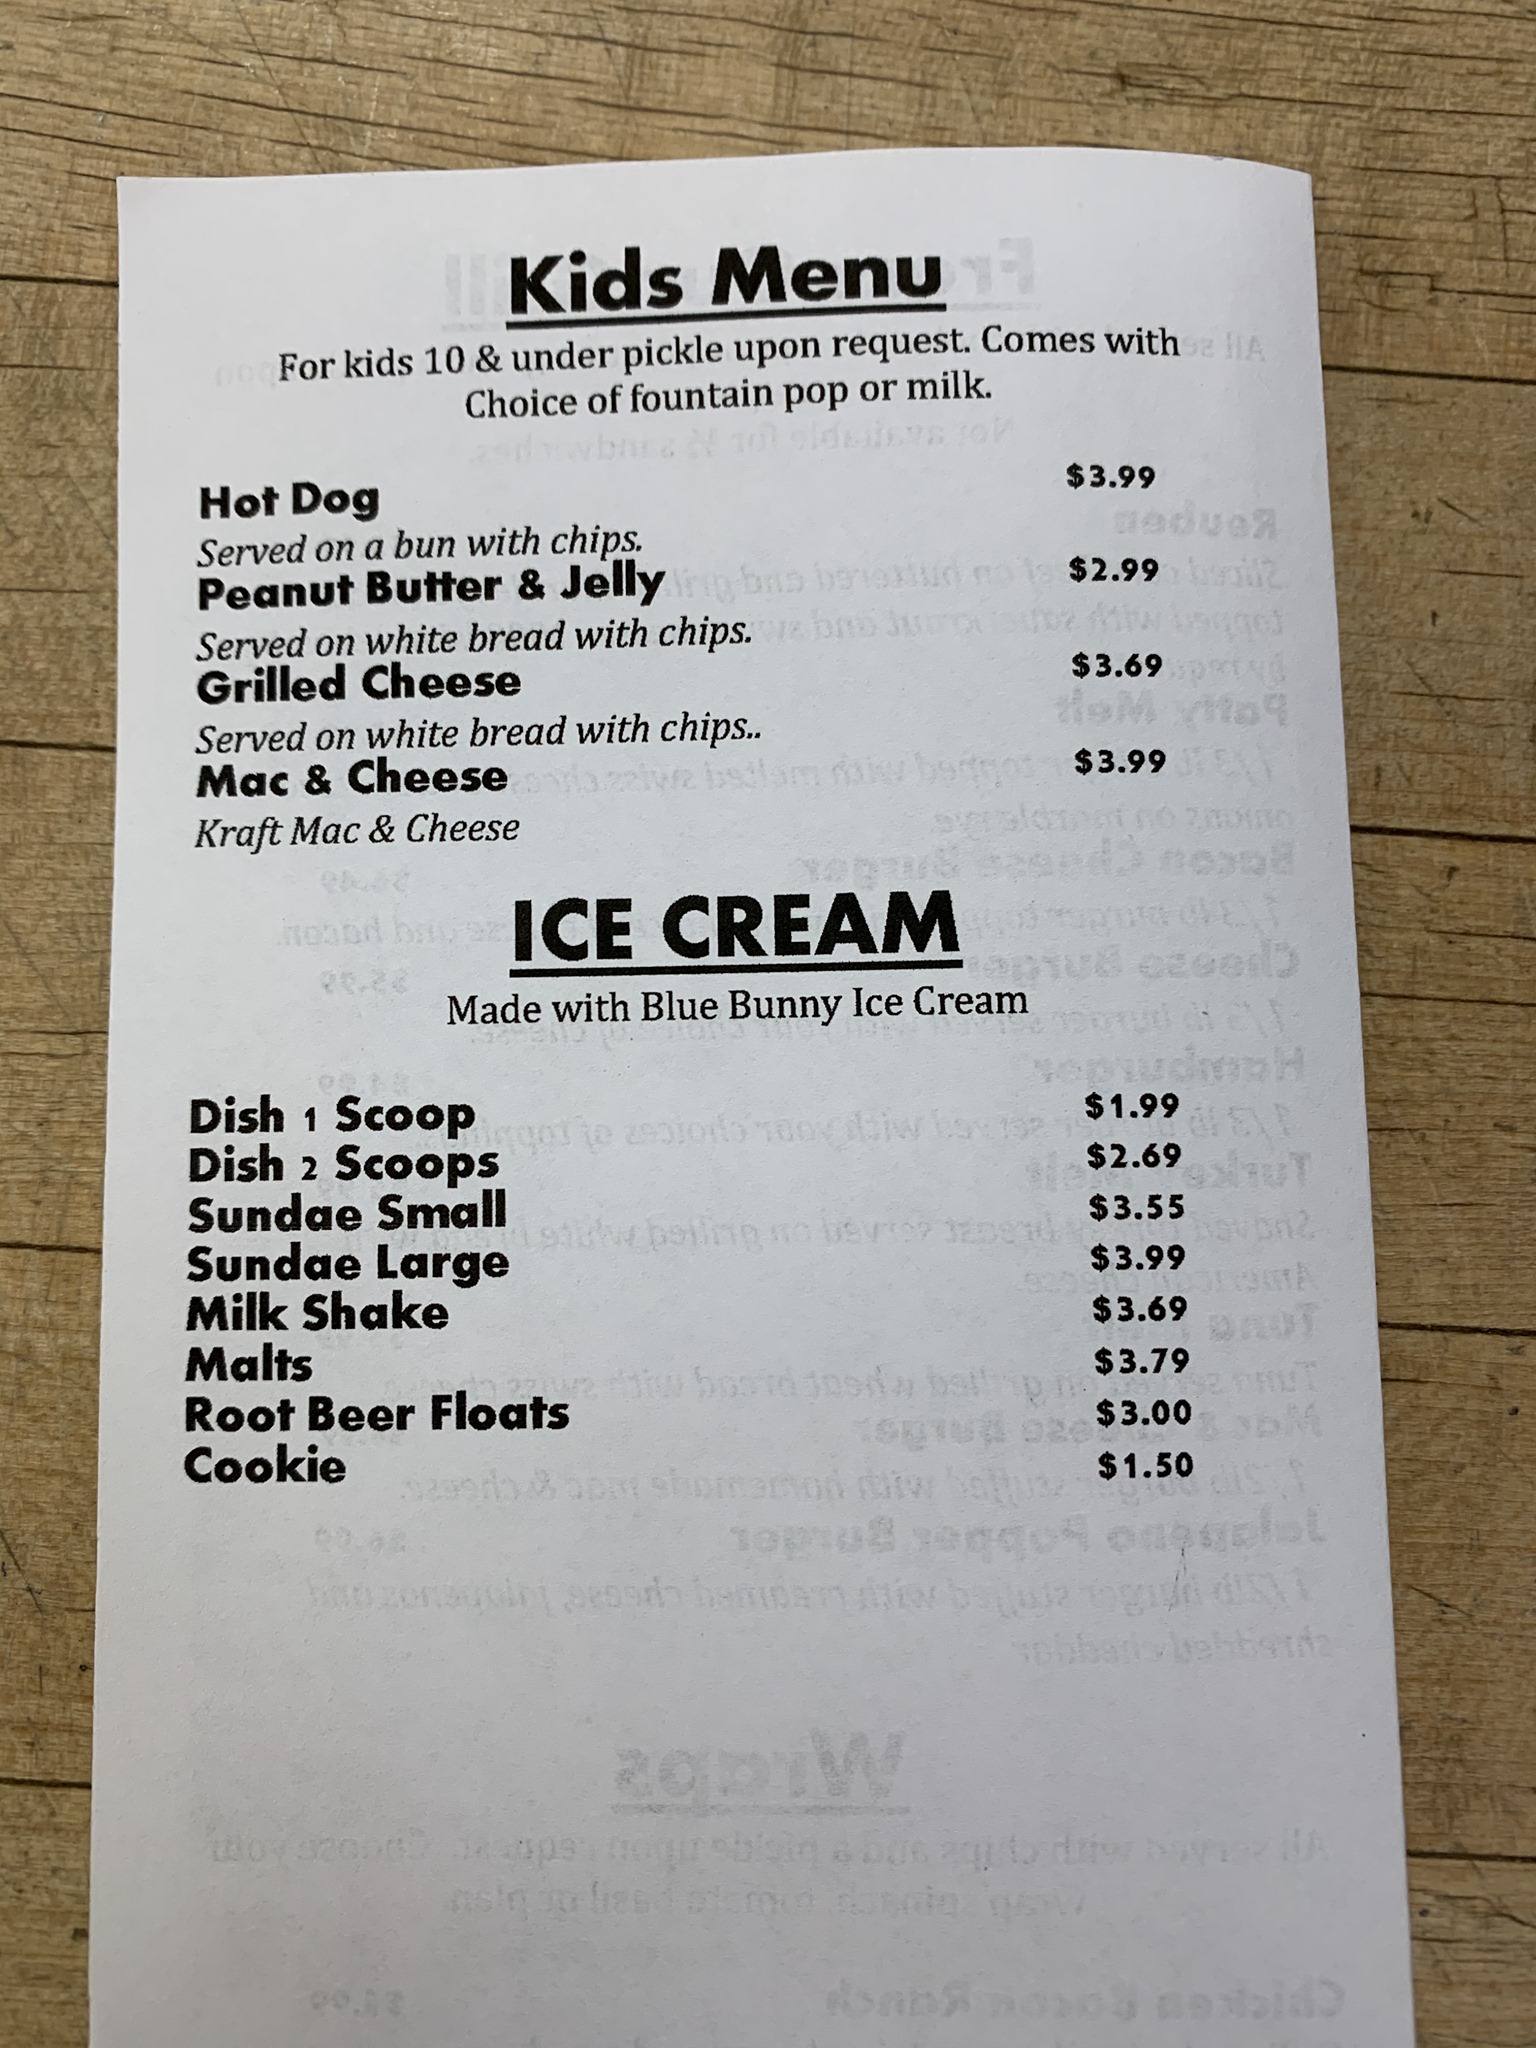 Kids Menu
For kids 10 & under pickle upon request. Comes with
Choice of fountain pop or milk.
Hot Dog $3.99
Served on a bun with chips.
Peanut Butter & Jelly $2.99
Served on white bread with chips.
Grilled Cheese $3.69
Served on white bread with chips..
Mac & Cheese $3.99
Kraft Mac & Cheese
ICE CREAM
Made with Blue Bunny Ice Cream
Dish 1 Scoop $1.99
Dish 2 Scoops $2.69
Sundae Small $3.55
Sundae Large $3.99
Milk Shake $3.69
Malts $3.79
Root Beer Floats $3.00
Cookie $1.50